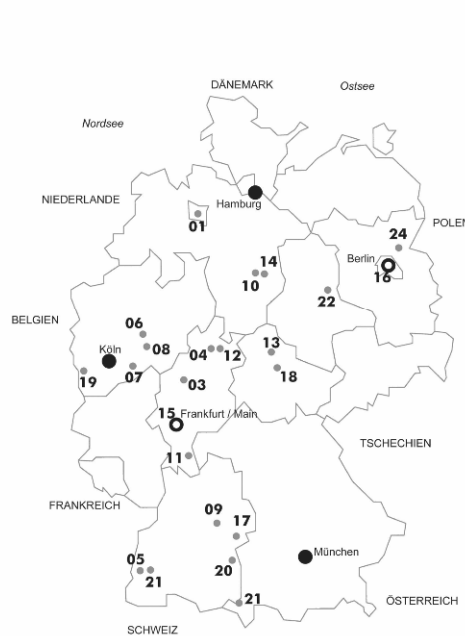 DÄNEMARK
Ostsee
Nordsee
NIEDERLANDE
Hamburg
01
POLEN
24
Berlin
16
14
10
22
BELGIEN
06
Köln
08
04
12
13
19
07
03
18
15
Frankfurt / Main
TSCHECHIEN
11
FRANKREICH
09
17
München
05
21
20
21
ÖSTERREICH
SCHWEIZ